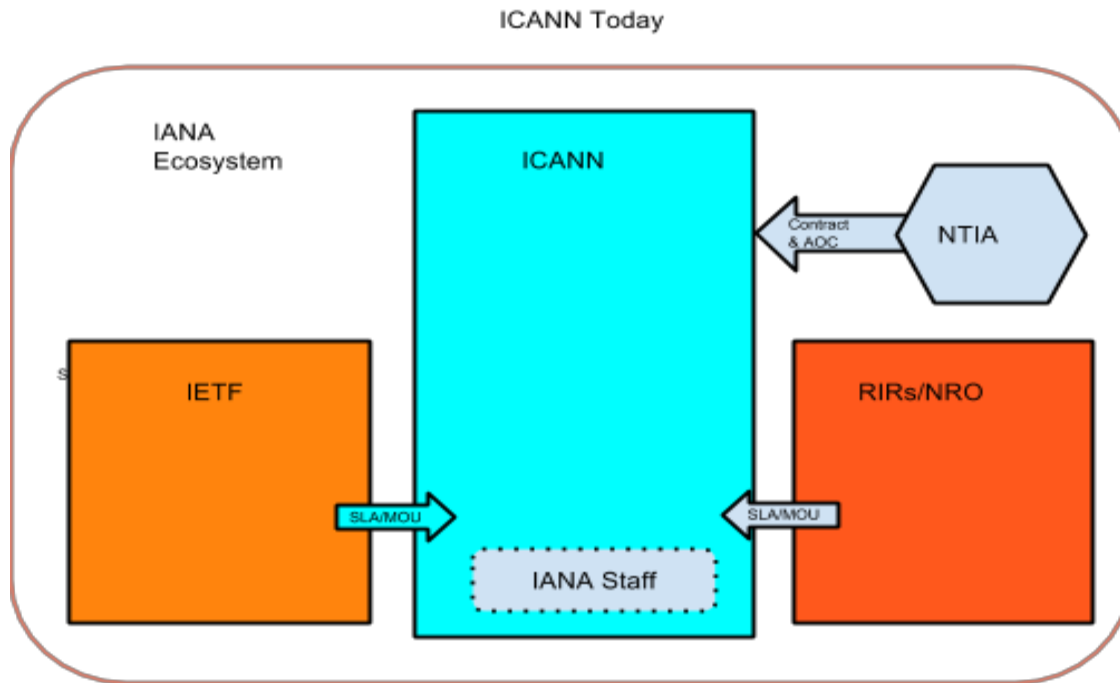 ICANN Today
IANA
Ecosystem
ICANN
Contract
& AOC
NTIA
S
IETF
RIRs/NRO
SLA/MOU
SLA/MOU
IANA Staff